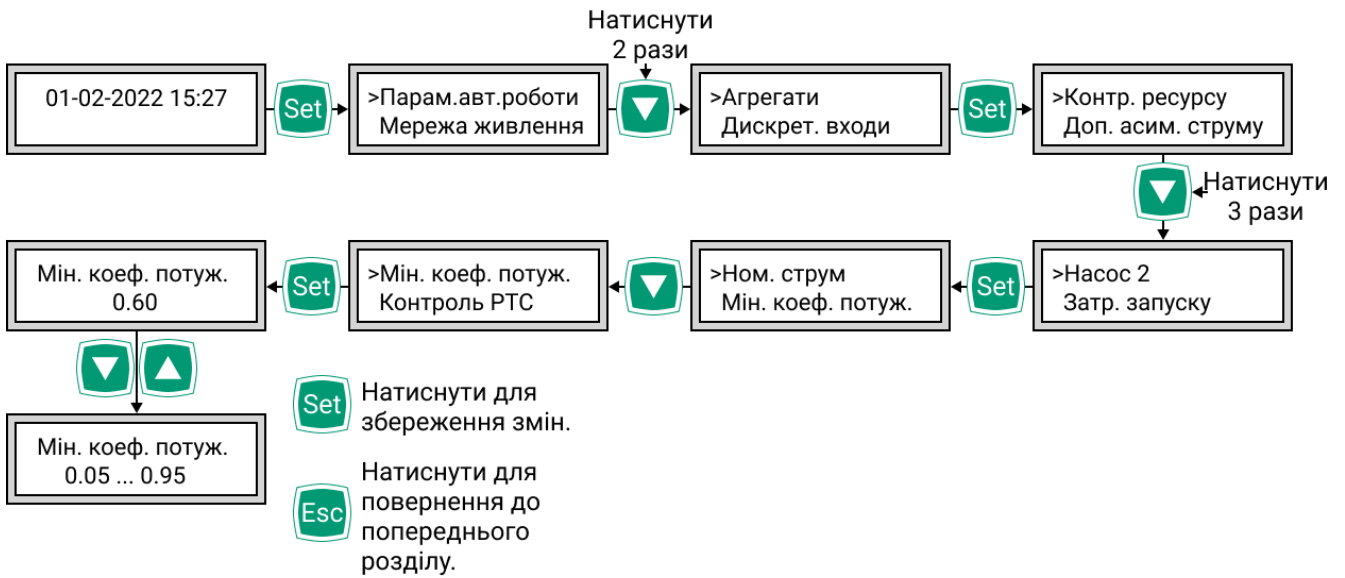 Натиснути
2 рази
01-02-2022 15:27
Set
>Парам.авт.роботи
Мережа живлення
>Агрегати
Дискрет. входи
Set
>Контр. ресурсу
Доп. асим. струму
Натиснути
3 рази
>Насос 2
Затр. запуску
Set
>Ном. струм
Мін. коеф. потуж.
>Мін. коеф. потуж.
Контроль РТС
Set
Мін. коеф. потуж.
0.60
Мін. коеф. потуж.
0.05 ... 0.95
Set
Натиснути для
збереження змін.
Esc
Натиснути для
повернення до
попереднього
розділу.